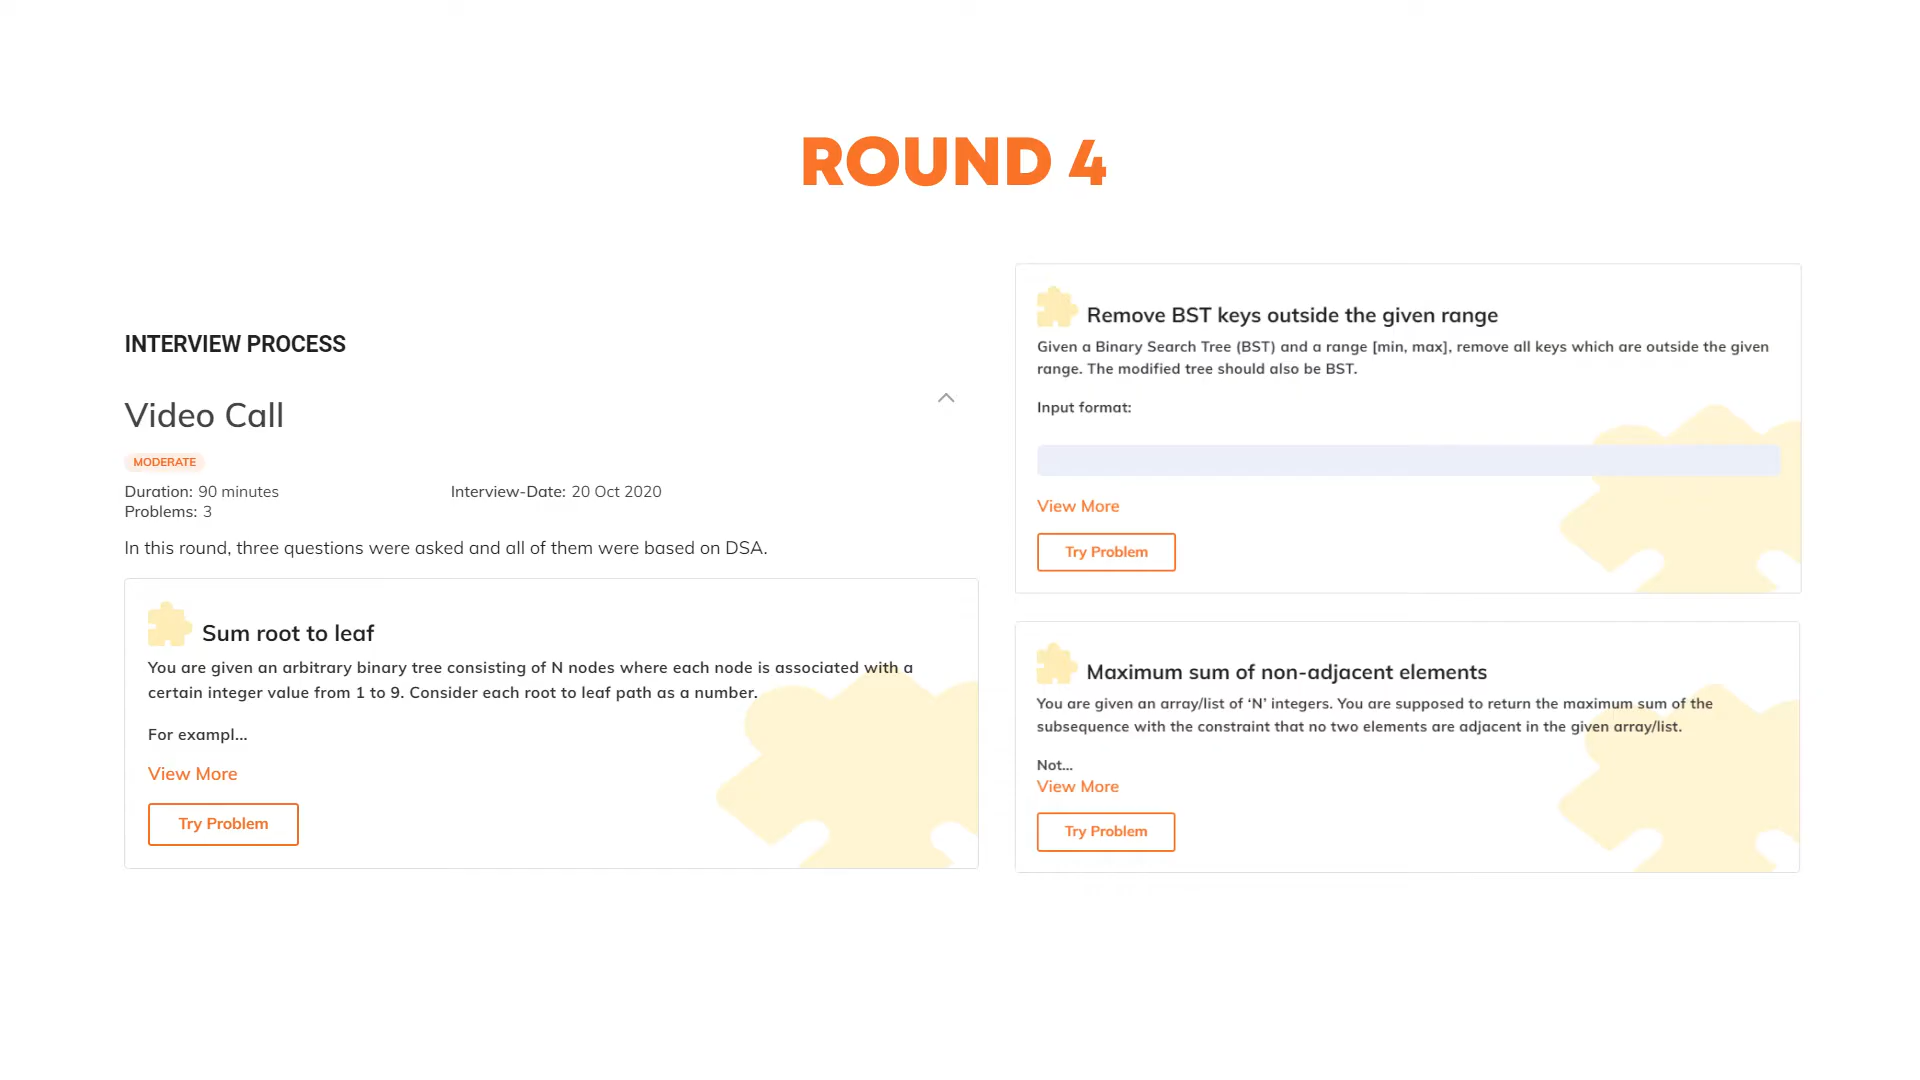 ROUND 4
INTERVIEW PROCESS
Video Call
MODERATE
Duration: 90 minutes
Interview-Date: 20 Oct 2020
Problems: 3
In this round, three questions were asked and all of them were based on DSA.
Sum root to leaf
You are given an arbitrary binary tree consisting of N nodes where each node is associated with a
certain integer value from 1 to 9. Consider each root to leaf path as a number.
For exampl...
View More
Try Problem
Remove BST keys outside the given range
Given a Binary Search Tree (BST) and a range [min, max], remove all keys which are outside the given
range. The modified tree should also be BST.
Input format:
View More
Try Problem
Maximum sum of non-adjacent elements
You are given an array/list of ‘N’ integers. You are supposed to return the maximum sum of the
subsequence with the constraint that no two elements are adjacent in the given array/list.
Not...
View More
Try Problem